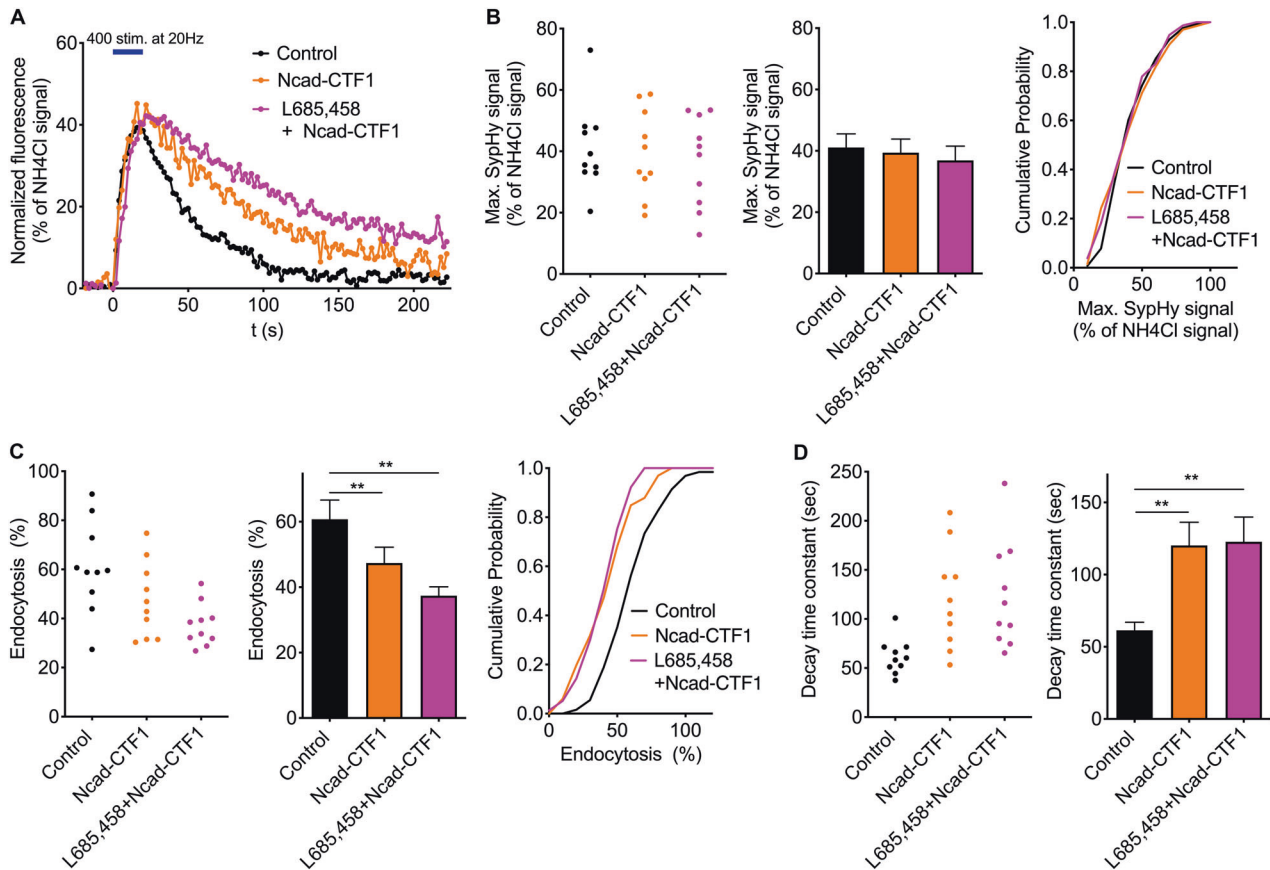 A
400 stim. at 20Hz
Normalized fluorescence
(% of NH4Cl signal)
60
40
20
0
0
50
100
150
200
t (s)
Control
Ncad-CTF1
L685,458
+ Ncad-CTF1
B
Max. SypHy signal
(% of NH4Cl signal)
80
60
40
20
0
Control
Ncad-CTF1
L685,458+Ncad-CTF1
Max. SypHy signal
(% of NH4Cl signal)
80
60
40
20
0
Control
Ncad-CTF1
L685,458+Ncad-CTF1
Cumulative Probability
1.0
0.8
0.6
0.4
0.2
0.0
0
50
100
Max. SypHy signal
(% of NH4Cl signal)
Control
Ncad-CTF1
L685,458
+Ncad-CTF1
C
Endocytosis (%)
100
80
60
40
20
0
Control
Ncad-CTF1
L685,458+Ncad-CTF1
Endocytosis (%)
60
40
20
0
**
**
Control
Ncad-CTF1
L685,458+Ncad-CTF1
Cumulative Probability
1.0
0.8
0.6
0.4
0.2
0.0
0
50
100
Endocytosis (%)
Control
Ncad-CTF1
L685,458
+Ncad-CTF1
D
Decay time constant (sec)
250
200
150
100
50
0
Control
Ncad-CTF1
L685,458+Ncad-CTF1
Decay time constant (sec)
150
100
50
0
**
**
Control
Ncad-CTF1
L685,458+Ncad-CTF1